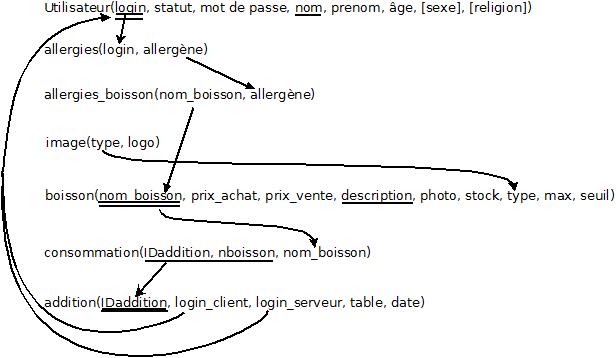 Utilisateur(login, statut, mot de passe, nom, prenom, âge, [sexe], [religion])
allergies(login, allergène)
allergies_boisson(nom_boisson, allergène)
image(type, logo)
boisson(nom_boisson, prix_achat, prix_vente, description, photo, stock, type, max, seuil)
consommation(IDaddition, nboisson, nom_boisson)
addition(IDaddition, login_client, login_serveur, table, date)